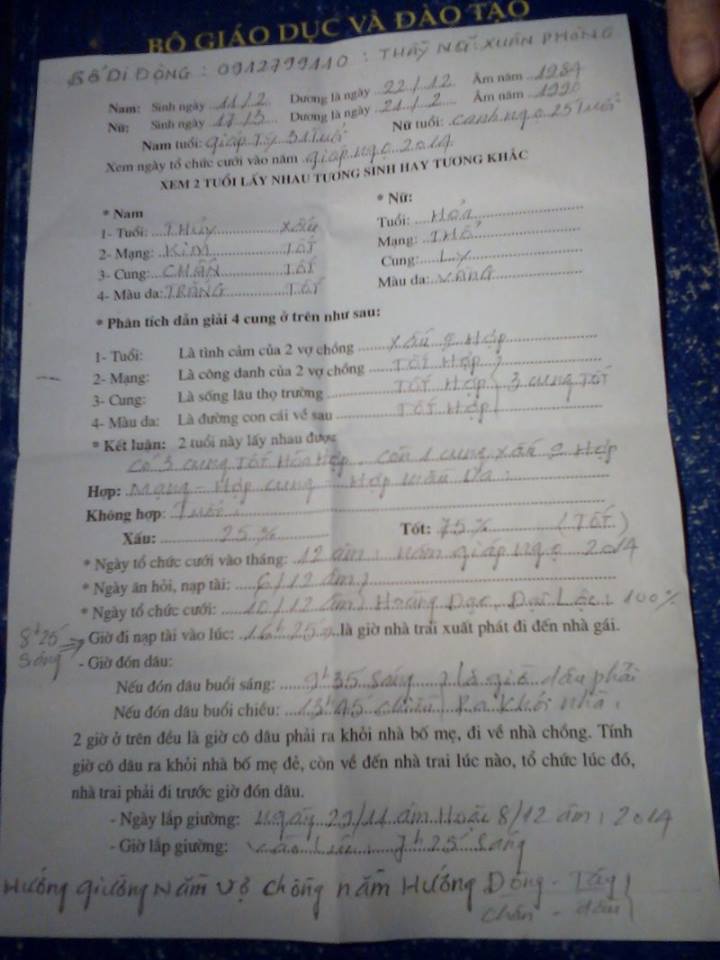 BỘ GIÁO DỤC VÀ ĐÀO TẠO
SỐ DI ĐỘNG: 0912799110: THẦY NGÔ XUÂN PHÒNG
Nam: Sinh ngày 11/2 Dương là ngày 22/12 Âm năm 1984
Nữ: Sinh ngày 17/3 Dương là ngày 21/2 Âm năm 1990
Nam tuổi: giáp Tý 31 Tuổi Nữ tuổi: canh ngọ 25 Tuổi
Xem ngày tổ chức cưới vào năm giáp ngọ 2014
XEM 2 TUỔI LẤY NHAU TƯƠNG SINH HAY TƯƠNG KHẮC
* Nam * Nữ:
1- Tuổi: THỦY XẤU Tuổi: HỎA
2- Mạng: KIM TỐT Mạng: THỔ
3- Cung: CHẤN TỐT Cung: LY
4- Màu da: TRẮNG TỐT Màu da: VÀNG
* Phân tích dẫn giải 4 cung ở trên như sau:
1- Tuổi: Là tình cảm của 2 vợ chồng XẤU Hợp
2- Mạng: Là công danh của 2 vợ chồng TỐT Hợp
3- Cung: Là sống lâu thọ trường TỐT Hợp 3 cung TỐT
4- Màu da: Là đường con cái về sau TỐT Hợp
* Kết luận: 2 tuổi này lấy nhau được
Có 3 cung TỐT Hòa Hợp, còn 1 cung xấu Hợp
Hợp: Mạng - Hợp cung - Hợp màu da
Không hợp: Tuổi
Xấu: 25% Tốt: 75% (TỐT)
* Ngày tổ chức cưới vào tháng: 12 âm, năm giáp ngọ 2014
* Ngày ăn hỏi, nạp tài: 6/12 âm
* Ngày tổ chức cưới: 10/12 âm) Hoàng Đạo, Đại Lộc, 100%
8h25 sáng
- Giờ đi nạp tài vào lúc: 16h25 là giờ nhà trai xuất phát đi đến nhà gái.
- Giờ đón dâu:
Nếu đón dâu buổi sáng: 9h35 sáng là giờ dâu phải
Nếu đón dâu buổi chiều: 13h45 chiều Ra khỏi nhà
2 giờ ở trên đều là giờ cô dâu phải ra khỏi nhà bố mẹ, đi về nhà chồng. Tính
giờ cô dâu ra khỏi nhà bố mẹ đẻ, còn về đến nhà trai lúc nào, tổ chức lúc đó,
nhà trai phải đi trước giờ đón dâu.
- Ngày lắp giường: Ngày 29/11 âm Hoặc 8/12 âm, 2014
- Giờ lắp giường: vào lúc 7h25 sáng
Hướng giường Nằm vợ chồng nằm Hướng Đông - Tây
chân - đầu